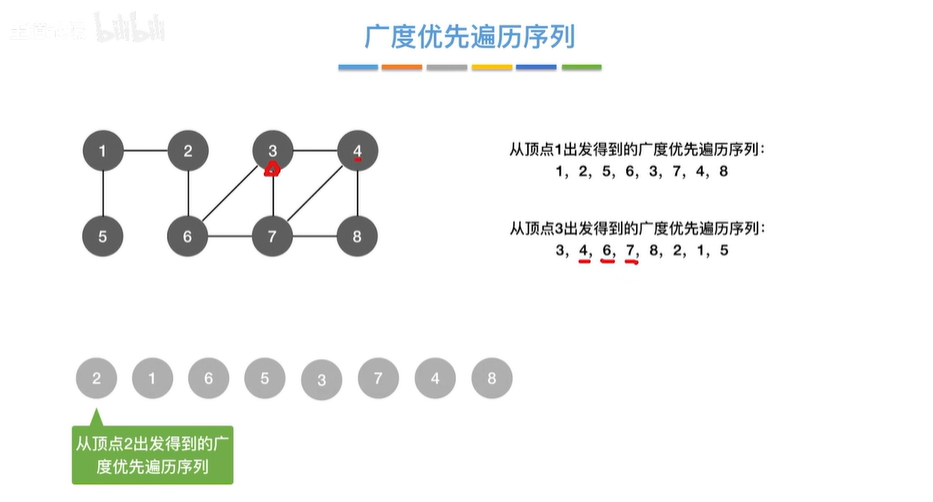 bilibili
广度优先遍历序列
1 2 3 4
5 6 7 8
从顶点1出发得到的广度优先遍历序列:
1, 2, 5, 6, 3, 7, 4, 8
从顶点3出发得到的广度优先遍历序列:
3, 4, 6, 7, 8, 2, 1, 5
2 1 6 5 3 7 4 8
从顶点2出发得到的广
度优先遍历序列